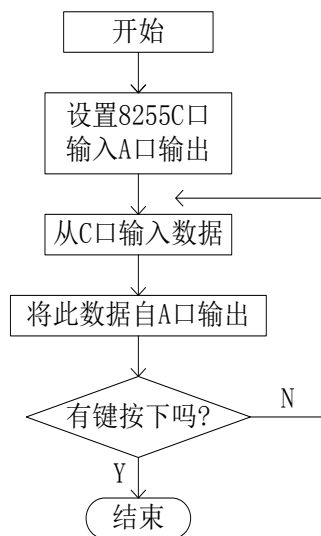 开始
设置8255C口
输入A口输出
从C口输入数据
将此数据自A口输出
有键按下吗?
N
Y
结束